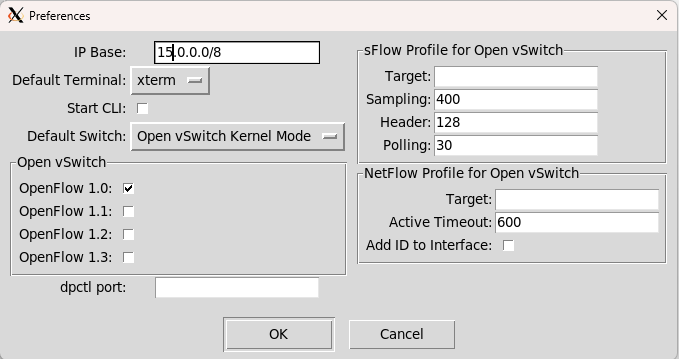 Preferences
IP Base: 15.0.0.0/8
Default Terminal: xterm
Start CLI:
Default Switch: Open vSwitch Kernel Mode
Open vSwitch
OpenFlow 1.0:
OpenFlow 1.1:
OpenFlow 1.2:
OpenFlow 1.3:
dpctl port:
sFlow Profile for Open vSwitch
Target:
Sampling: 400
Header: 128
Polling: 30
NetFlow Profile for Open vSwitch
Target:
Active Timeout: 600
Add ID to Interface:
OK
Cancel